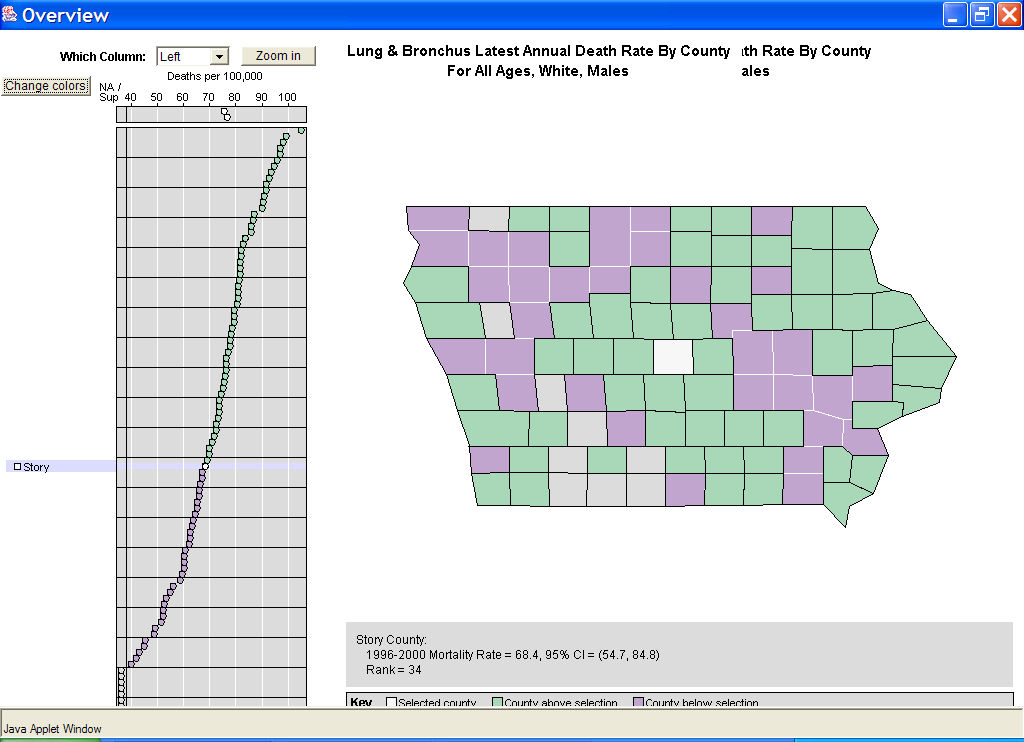 Overview
Which Column: Left Zoom in
Lung & Bronchus Latest Annual Death Rate By County
th Rate By County
For All Ages, White, Males
ales
Deaths per 100,000
Change colors
NA /
Sup 40 50 60 70 80 90 100
Story
Story County:
1996-2000 Mortality Rate = 68.4, 95% CI = (54.7, 84.8)
Rank = 34
Key Selected county County above selection County below selection
Java Applet Window